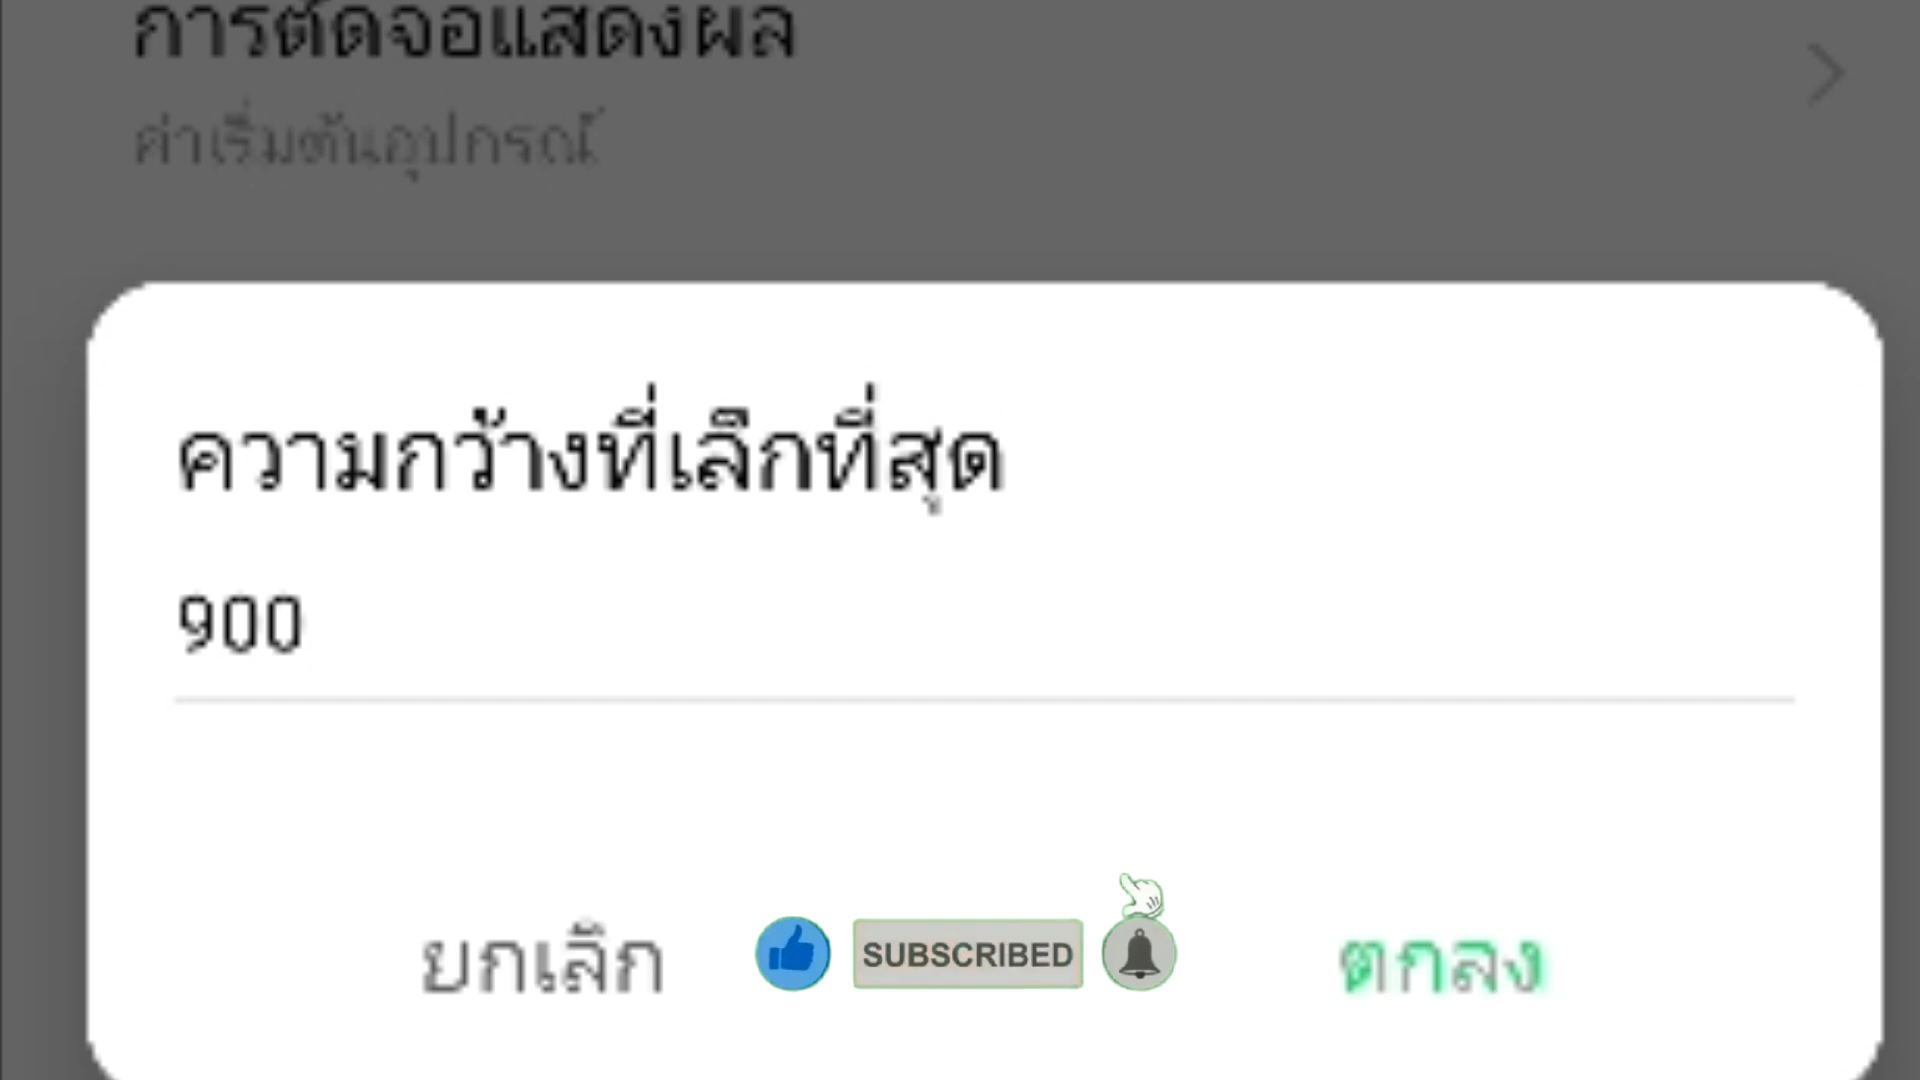 การตัดจอแสดงผล
ค่าเริ่มต้นอุปกรณ์
ความกว้างที่เล็กที่สุด
900
ยกเลิก
SUBSCRIBED
ตกลง